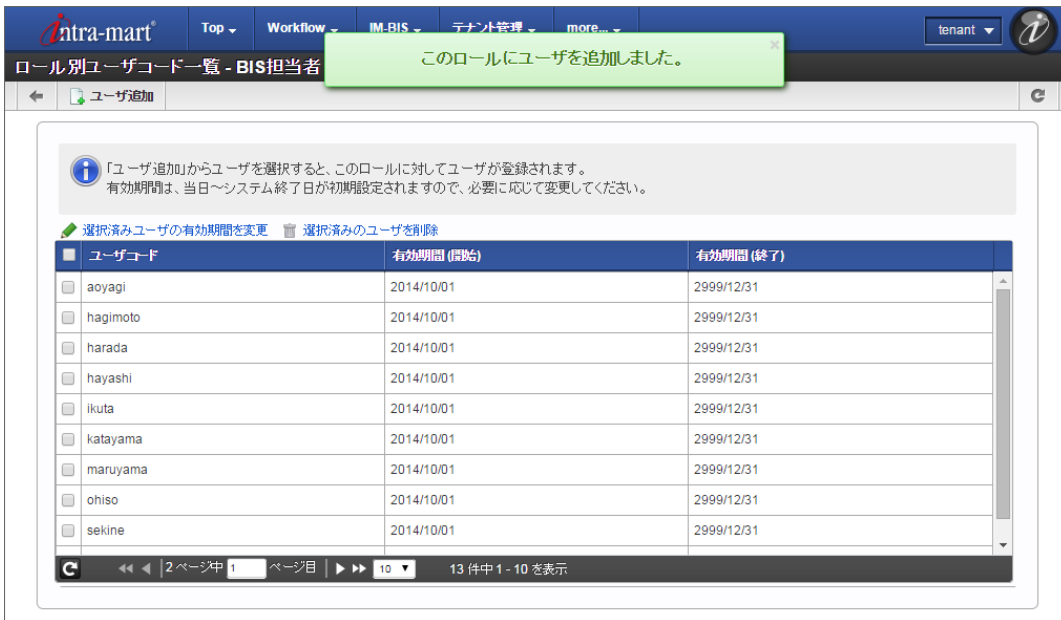 intra-mart Top Workflow IM-BIS テナント管理 more... tenant
このロールにユーザを追加しました。 ×
ロール別ユーザコード一覧 - BIS担当者
ユーザ追加
「ユーザ追加」からユーザを選択すると、このロールに対してユーザが登録されます。
有効期間は、当日～システム終了日が初期設定されますので、必要に応じて変更してください。
選択済みユーザの有効期間を変更 選択済みのユーザを削除
ユーザコード 有効期間 (開始) 有効期間 (終了)
aoyagi 2014/10/01 2999/12/31
hagimoto 2014/10/01 2999/12/31
harada 2014/10/01 2999/12/31
hayashi 2014/10/01 2999/12/31
ikuta 2014/10/01 2999/12/31
katayama 2014/10/01 2999/12/31
maruyama 2014/10/01 2999/12/31
ohiso 2014/10/01 2999/12/31
sekine 2014/10/01 2999/12/31
2 ページ中 1 ページ目 10 13 件中 1 - 10 を表示